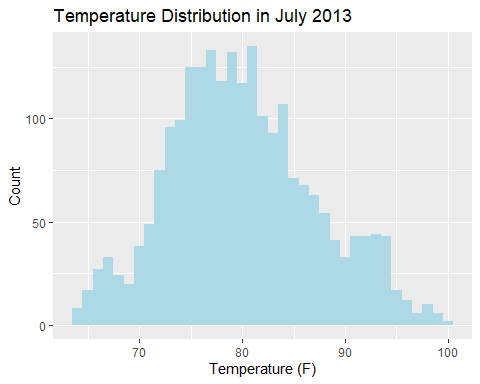 Temperature Distribution in July 2013
Count
100
50
0
70 80 90 100
Temperature (F)